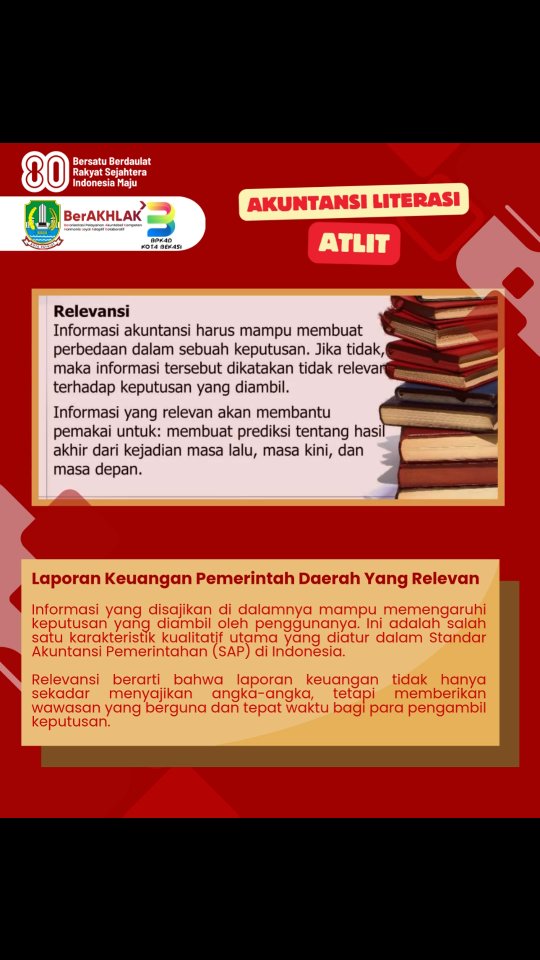 80
Bersatu Berdaulat
Rakyat Sejahtera
Indonesia Maju
BerAKHLAK
BPKAD
KOTA BEKASI
AKUNTANSI LITERASI
ATLIT
Relevansi
Informasi akuntansi harus mampu membuat
perbedaan dalam sebuah keputusan. Jika tidak,
maka informasi tersebut dikatakan tidak relevan
terhadap keputusan yang diambil.
Informasi yang relevan akan membantu
pemakai untuk: membuat prediksi tentang hasil
akhir dari kejadian masa lalu, masa kini, dan
masa depan.
Laporan Keuangan Pemerintah Daerah Yang Relevan
Informasi yang disajikan di dalamnya mampu memengaruhi
keputusan yang diambil oleh penggunanya. Ini adalah salah
satu karakteristik kualitatif utama yang diatur dalam Standar
Akuntansi Pemerintahan (SAP) di Indonesia.
Relevansi berarti bahwa laporan keuangan tidak hanya
sekadar menyajikan angka-angka, tetapi memberikan
wawasan yang berguna dan tepat waktu bagi para pengambil
keputusan.